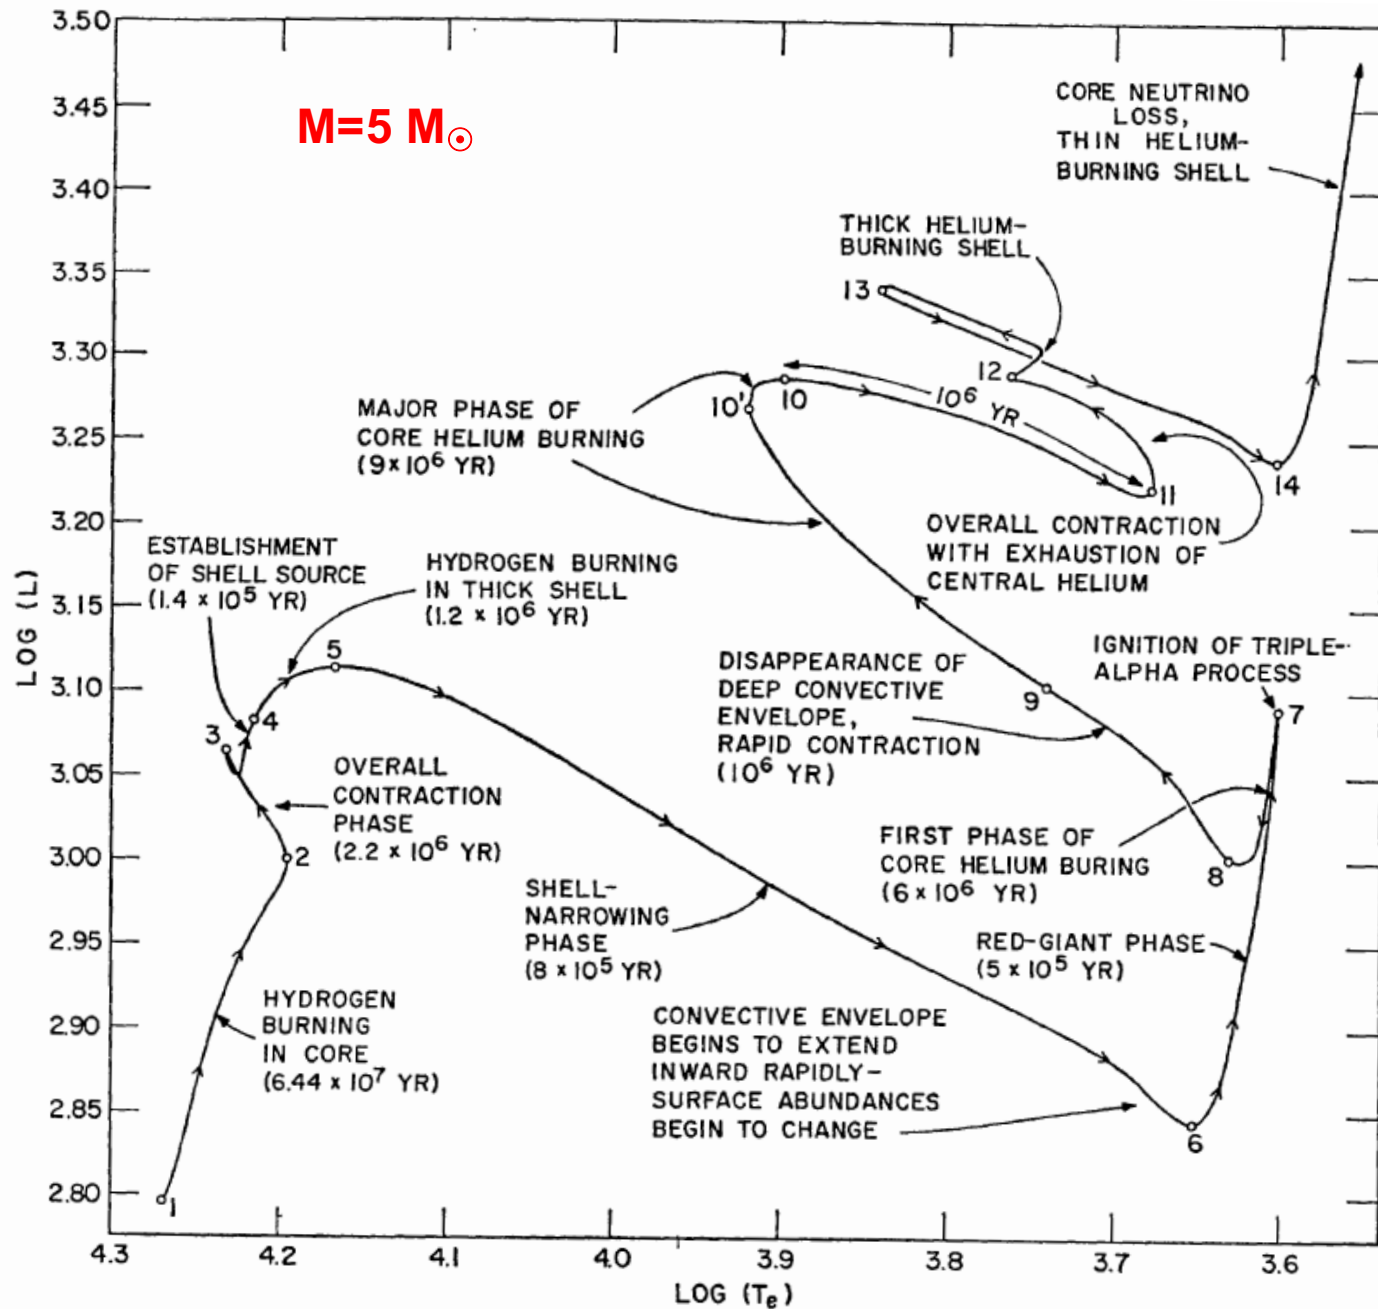 3.50
3.45
3.40
3.35
3.30
3.25
3.20
3.15
3.10
3.05
3.00
2.95
2.90
2.85
2.80
LOG (L)
M=5 M☉
CORE NEUTRINO
LOSS,
THIN HELIUM-
BURNING SHELL
THICK HELIUM-
BURNING SHELL
13
12
10
10'
10⁶ YR
11
14
MAJOR PHASE OF
CORE HELIUM BURNING
(9×10⁶ YR)
OVERALL CONTRACTION
WITH EXHAUSTION OF
CENTRAL HELIUM
ESTABLISHMENT
OF SHELL SOURCE
(1.4 x 10⁵ YR)
HYDROGEN BURNING
IN THICK SHELL
(1.2 x 10⁶ YR)
5
4
3
IGNITION OF TRIPLE-
ALPHA PROCESS
7
DISAPPEARANCE OF
DEEP CONVECTIVE
ENVELOPE,
RAPID CONTRACTION
(10⁶ YR)
9
OVERALL
CONTRACTION
PHASE
(2.2 x 10⁶ YR)
2
FIRST PHASE OF
CORE HELIUM BURING
(6 x 10⁶ YR)
8
SHELL-
NARROWING
PHASE
(8 x 10⁵ YR)
RED-GIANT PHASE
(5 x 10⁵ YR)
HYDROGEN
BURNING
IN CORE
(6.44 x 10⁷ YR)
CONVECTIVE ENVELOPE
BEGINS TO EXTEND
INWARD RAPIDLY-
SURFACE ABUNDANCES
BEGIN TO CHANGE
6
1
4.3
4.2
4.1
4.0
3.9
3.8
3.7
3.6
LOG (Tₑ)